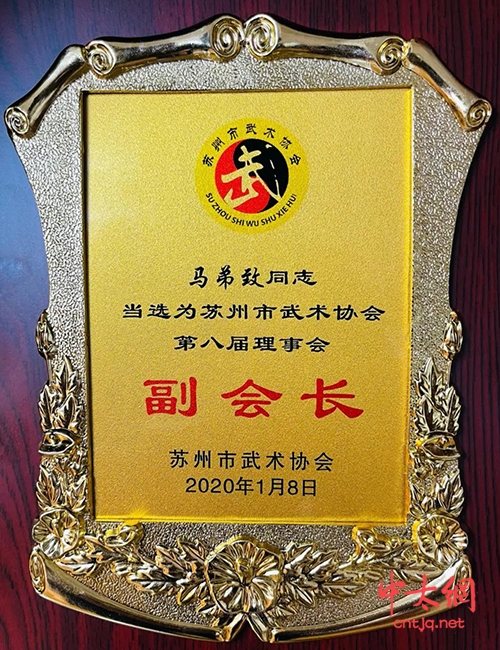 苏州市武术协会
武
SU ZHOU SHI WU SHU XIE HUI
马弟致同志
当选为苏州市武术协会
第八届理事会
副会长
苏州市武术协会
2020年1月8日
中太網
cntjq.net